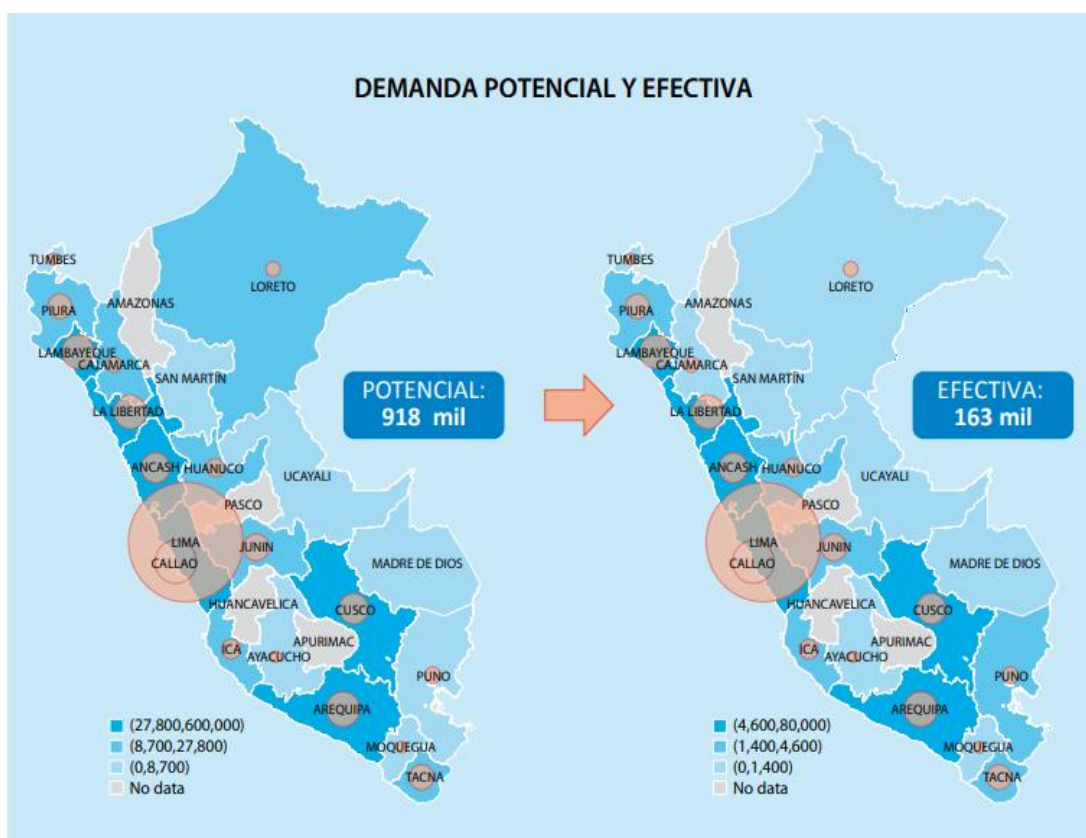 DEMANDA POTENCIAL Y EFECTIVA
TUMBES
LORETO
AMAZONAS
PIURA
LAMBAYEQUE
CAJAMARCA
SAN MARTÍN
LA LIBERTAD
POTENCIAL:
918 mil
ANCASH
HUANUCO
UCAYALI
PASCO
LIMA
JUNIN
CALLAO
MADRE DE DIOS
HUANCAVELICA
CUSCO
APURIMAC
ICA
AYACUCHO
PUNO
AREQUIPA
MOQUEGUA
TACNA
(27,800,600,000)
(8,700,27,800)
(0,8,700)
No data
TUMBES
LORETO
AMAZONAS
PIURA
LAMBAYEQUE
CAJAMARCA
SAN MARTÍN
LA LIBERTAD
EFECTIVA:
163 mil
ANCASH
HUANUCO
UCAYALI
PASCO
LIMA
JUNIN
CALLAO
MADRE DE DIOS
HUANCAVELICA
CUSCO
APURIMAC
ICA
AYACUCHO
PUNO
AREQUIPA
MOQUEGUA
TACNA
(4,600,80,000)
(1,400,4,600)
(0,1,400)
No data